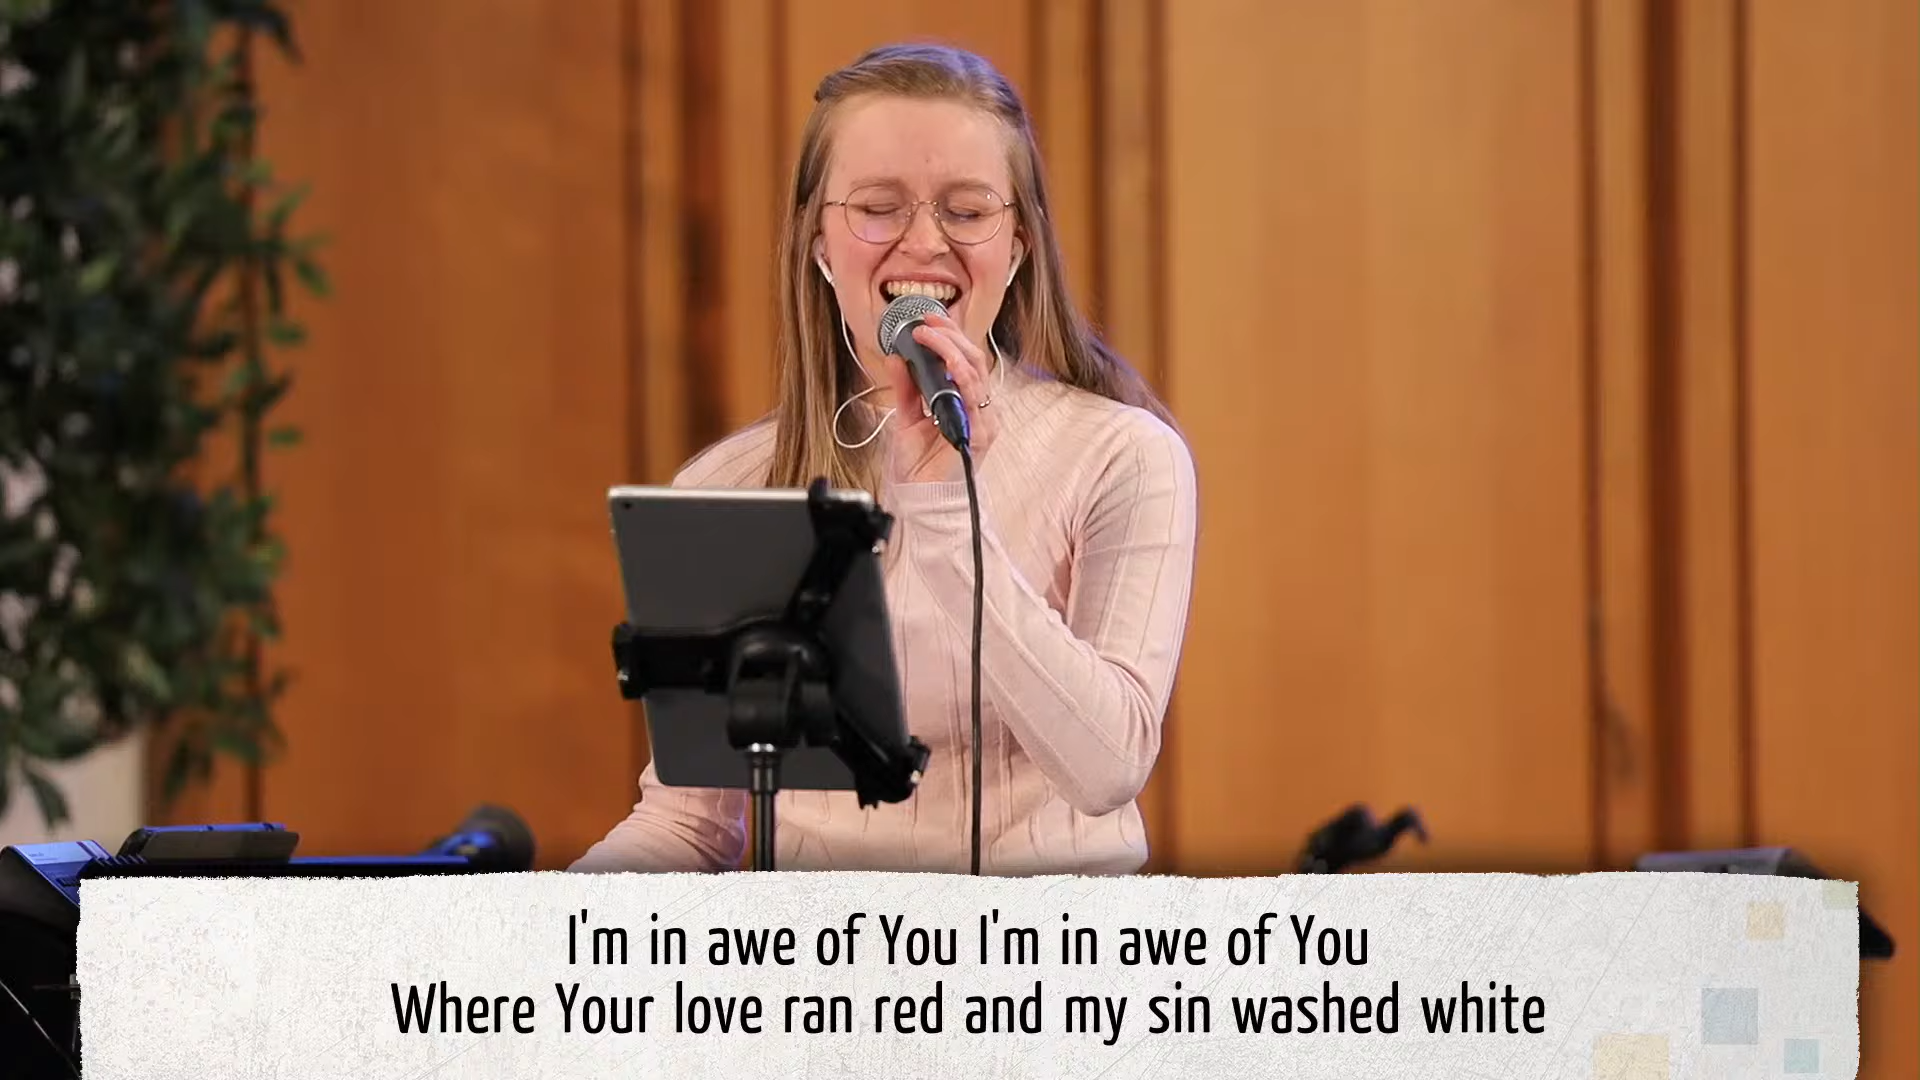 I'm in awe of You I'm in awe of You
Where Your love ran red and my sin washed white